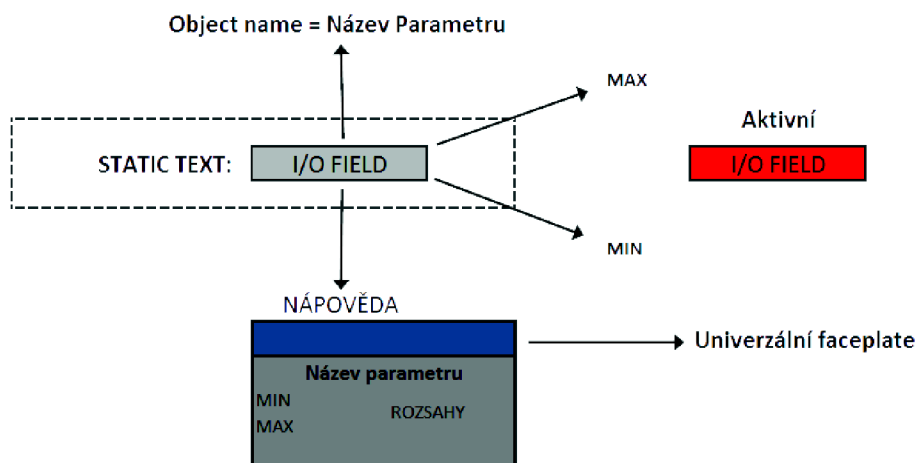 Object name = Název Parametru
MAX
Aktivní
STATIC TEXT:
I/O FIELD
I/O FIELD
MIN
NÁPOVĚDA
Univerzální faceplate
Název parametru
MIN
ROZSAHY
MAX